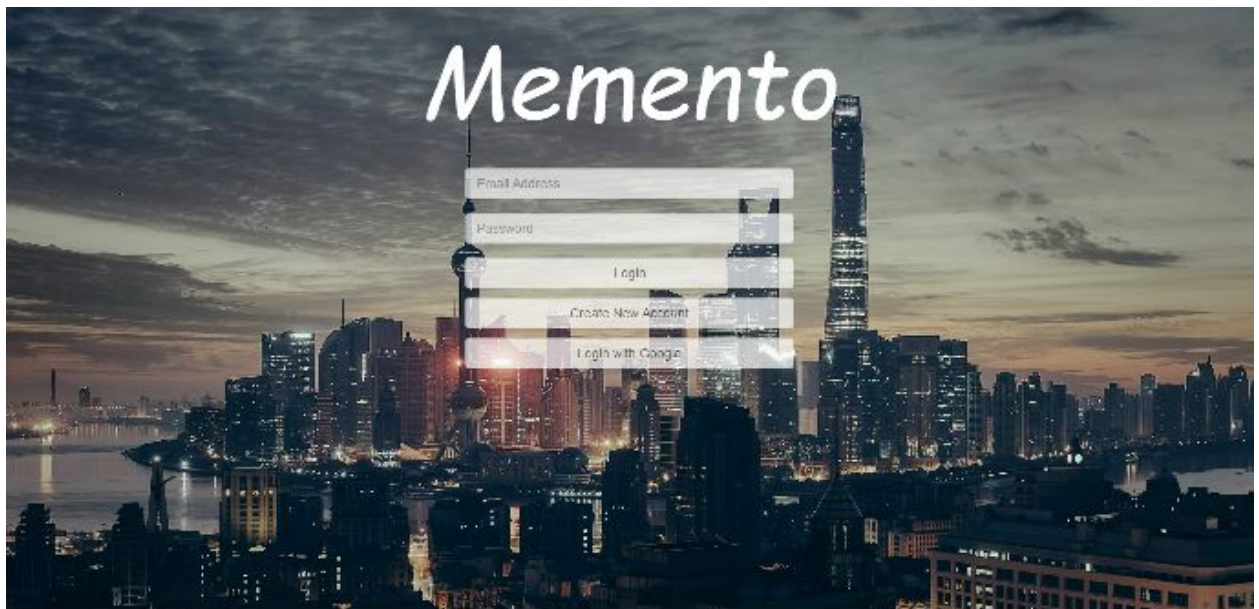 Memento
Email Address
Password
Login
Create New Account
Login with Google